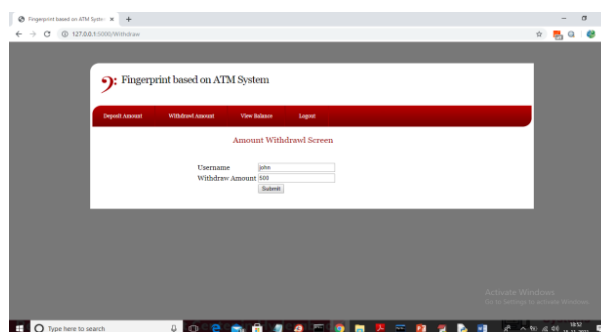 Fingerprint based on ATM Syste
127.0.0.1:5000/Withdraw
Fingerprint based on ATM System
Deposit Amount Withdrawl Amount View Balance Logout
Amount Withdrawl Screen
Username john
Withdraw Amount 500
Submit
Activate Windows
Go to Settings to activate Windows.
Type here to search
18:52